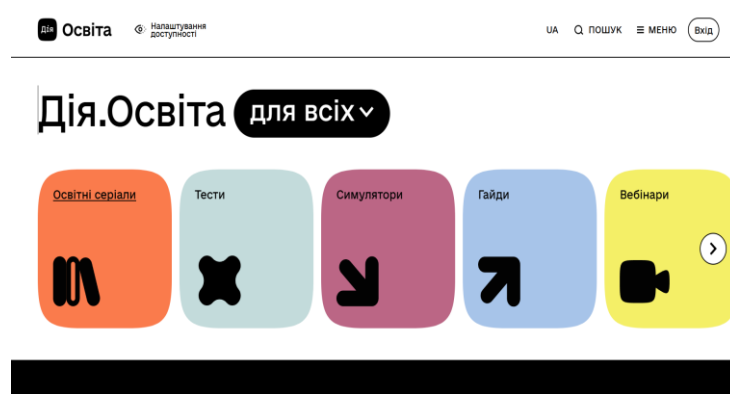 Дія Освіта
Налаштування
доступності
UA ПОШУК МЕНЮ Вхід
Дія.Освіта для всіх
Освітні серіали
Тести
Симулятори
Гайди
Вебінари